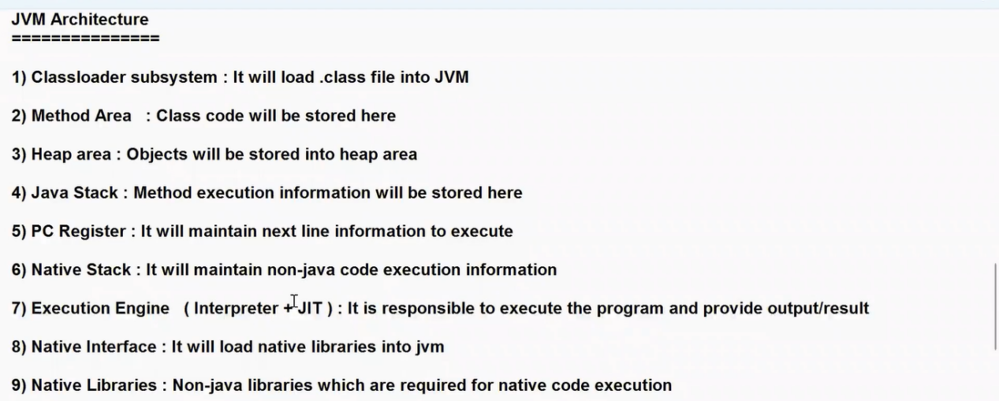 JVM Architecture
===============
1) Classloader subsystem : It will load .class file into JVM
2) Method Area : Class code will be stored here
3) Heap area : Objects will be stored into heap area
4) Java Stack : Method execution information will be stored here
5) PC Register : It will maintain next line information to execute
6) Native Stack : It will maintain non-java code execution information
7) Execution Engine ( Interpreter + JIT ) : It is responsible to execute the program and provide output/result
8) Native Interface : It will load native libraries into jvm
9) Native Libraries : Non-java libraries which are required for native code execution